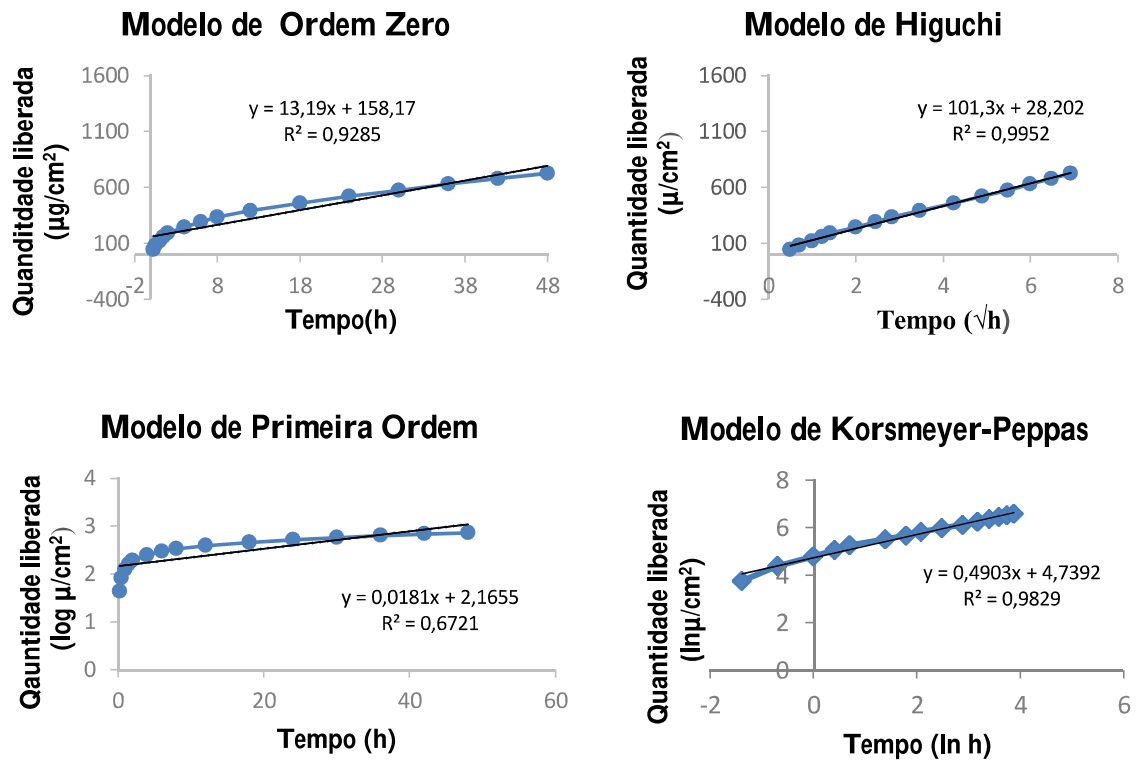 Modelo de Ordem Zero
Quanditdade liberada
(µg/cm²)
1600
1100
600
100
-400
y = 13,19x + 158,17
R² = 0,9285
-2
8
18
28
38
48
Tempo(h)
Modelo de Higuchi
Quantidade liberada
(µ/cm²)
1600
1100
600
100
-400
y = 101,3x + 28,202
R² = 0,9952
0
2
4
6
8
Tempo (√h)
Modelo de Primeira Ordem
Qauntidade liberada
(log µ/cm²)
4
3
2
1
0
y = 0,0181x + 2,1655
R² = 0,6721
0
20
40
60
Tempo (h)
Modelo de Korsmeyer-Peppas
Quantidade liberada
(lnµ/cm²)
8
6
4
2
0
y = 0,4903x + 4,7392
R² = 0,9829
-2
0
2
4
6
Tempo (ln h)